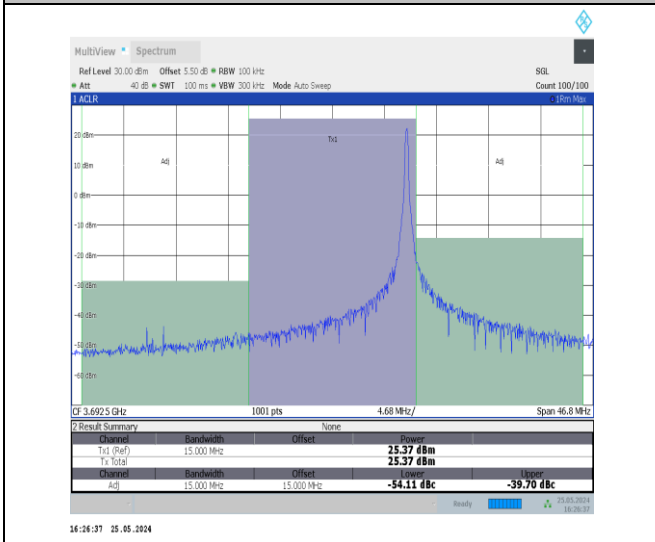 MultiView Spectrum
Ref Level 30.00 dBm Offset 5.50 dB RBW 100 kHz SGL
Att 40 dB SWT 100 ms VBW 300 kHz Mode Auto Sweep Count 100/100
1 ACLR 1Rm Max
20 dBm
Tx1
10 dBm Adj Adj
0 dBm
-10 dBm
-20 dBm
-30 dBm
-40 dBm
-50 dBm
-60 dBm
CF 3.6925 GHz 1001 pts 4.68 MHz/ Span 46.8 MHz
2 Result Summary None
Channel Bandwidth Offset Power
Tx1 (Ref) 15.000 MHz 25.37 dBm
Tx Total 25.37 dBm
Channel Bandwidth Offset Lower Upper
Adj 15.000 MHz 15.000 MHz -54.11 dBc -39.70 dBc
Ready 25.05.2024
16:26:37
16:26:37 25.05.2024